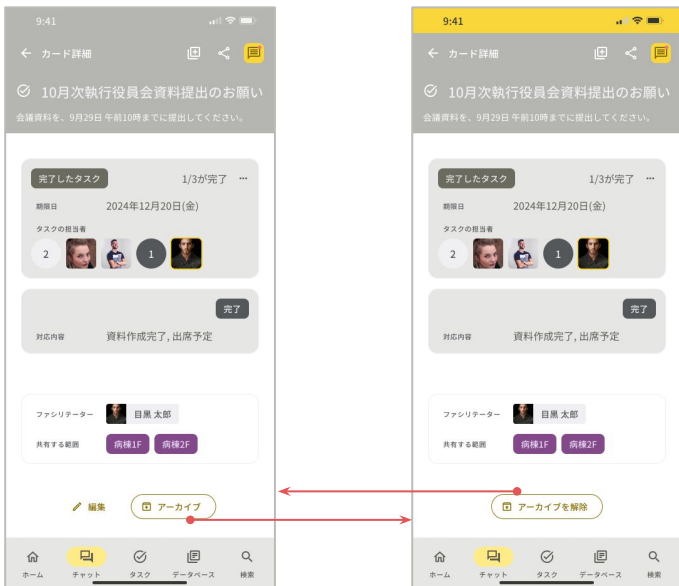 9:41
カード詳細
10月次執行役員会資料提出のお願い
会議資料を、9月29日 午前10時までに提出してください。
完了したタスク
1/3が完了
期限日
2024年12月20日(金)
タスクの担当者
2
1
完了
対応内容
資料作成完了, 出席予定
ファシリテーター
目黒 太郎
共有する範囲
病棟1F
病棟2F
編集
アーカイブ
ホーム
チャット
タスク
データベース
検索
9:41
カード詳細
10月次執行役員会資料提出のお願い
会議資料を、9月29日 午前10時までに提出してください。
完了したタスク
1/3が完了
期限日
2024年12月20日(金)
タスクの担当者
2
1
完了
対応内容
資料作成完了, 出席予定
ファシリテーター
目黒 太郎
共有する範囲
病棟1F
病棟2F
アーカイブを解除
ホーム
チャット
タスク
データベース
検索